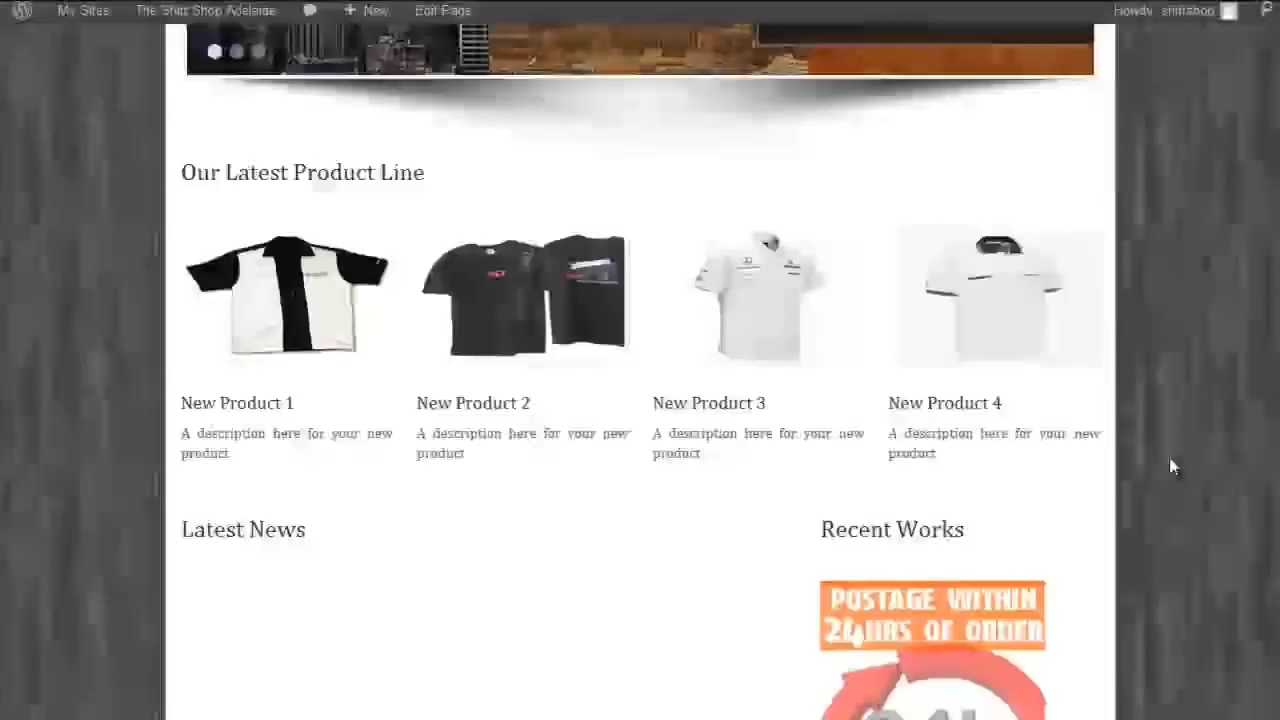 My Sites The Shirt Shop Adelaide New Edit Page Howdy, shirtshop
Our Latest Product Line
New Product 1 New Product 2 New Product 3 New Product 4
A description here for your new A description here for your new A description here for your new A description here for your new
product product product product
Latest News Recent Works
POSTAGE WITHIN
24HRS OF ORDER